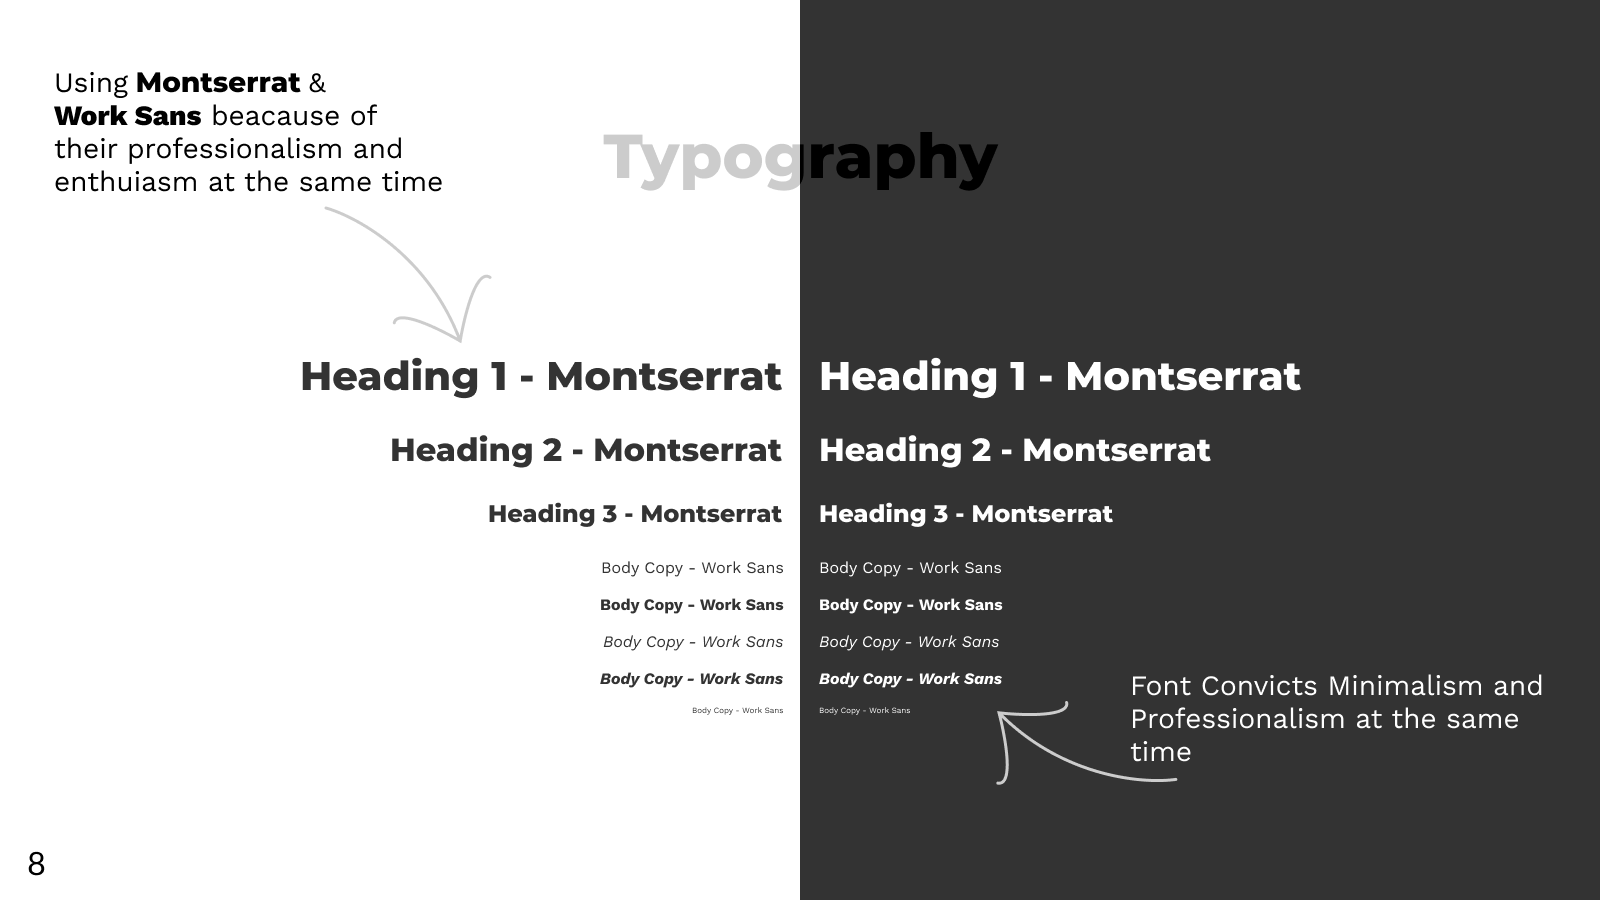 Using Montserrat &
Work Sans beacause of
their professionalism and
enthuiasm at the same time
Typography
Heading 1 - Montserrat
Heading 2 - Montserrat
Heading 3 - Montserrat
Body Copy - Work Sans
Body Copy - Work Sans
Body Copy - Work Sans
Body Copy - Work Sans
Body Copy - Work Sans
Heading 1 - Montserrat
Heading 2 - Montserrat
Heading 3 - Montserrat
Body Copy - Work Sans
Body Copy - Work Sans
Body Copy - Work Sans
Body Copy - Work Sans
Body Copy - Work Sans
Font Convicts Minimalism and
Professionalism at the same
time
8